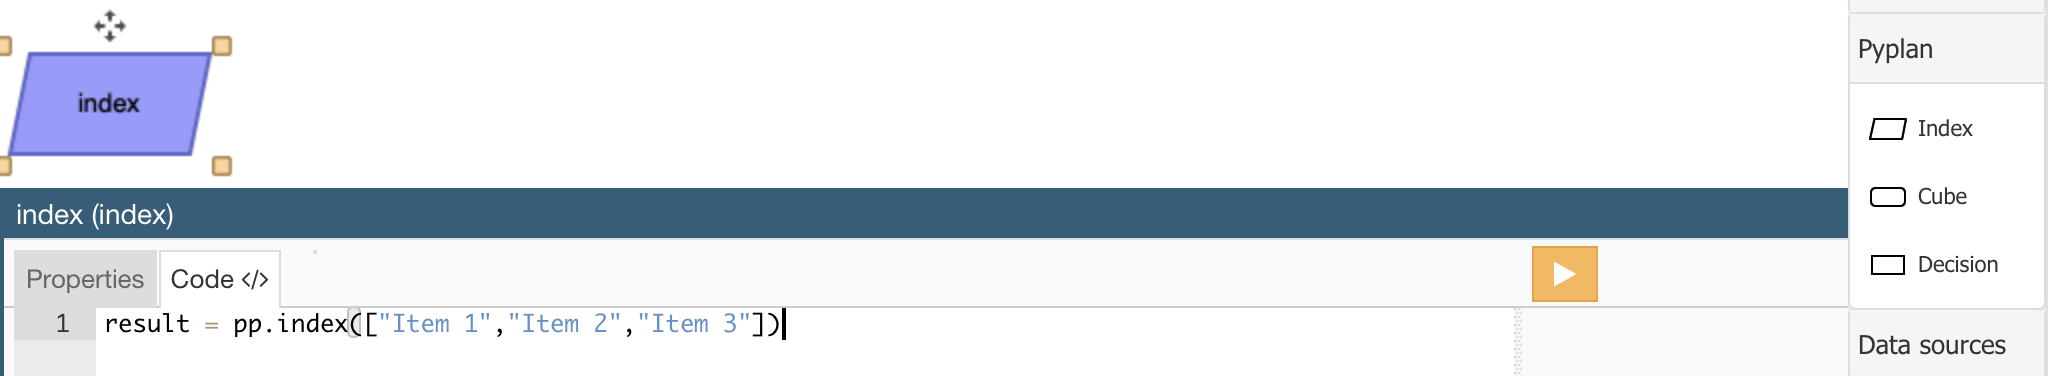 index
index (index)
Properties
Code </>
1 result = pp.index(["Item 1","Item 2","Item 3"])
Pyplan
Index
Cube
Decision
Data sources